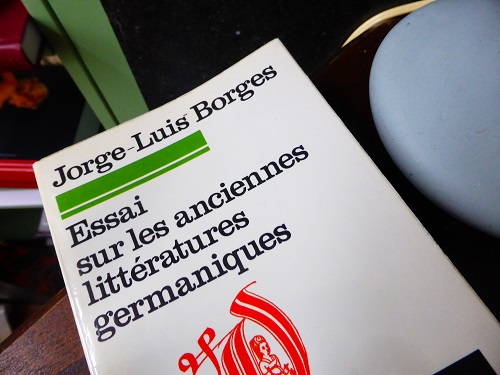 Jorge-Luis Borges
Essai
sur les anciennes
littératures
germaniques